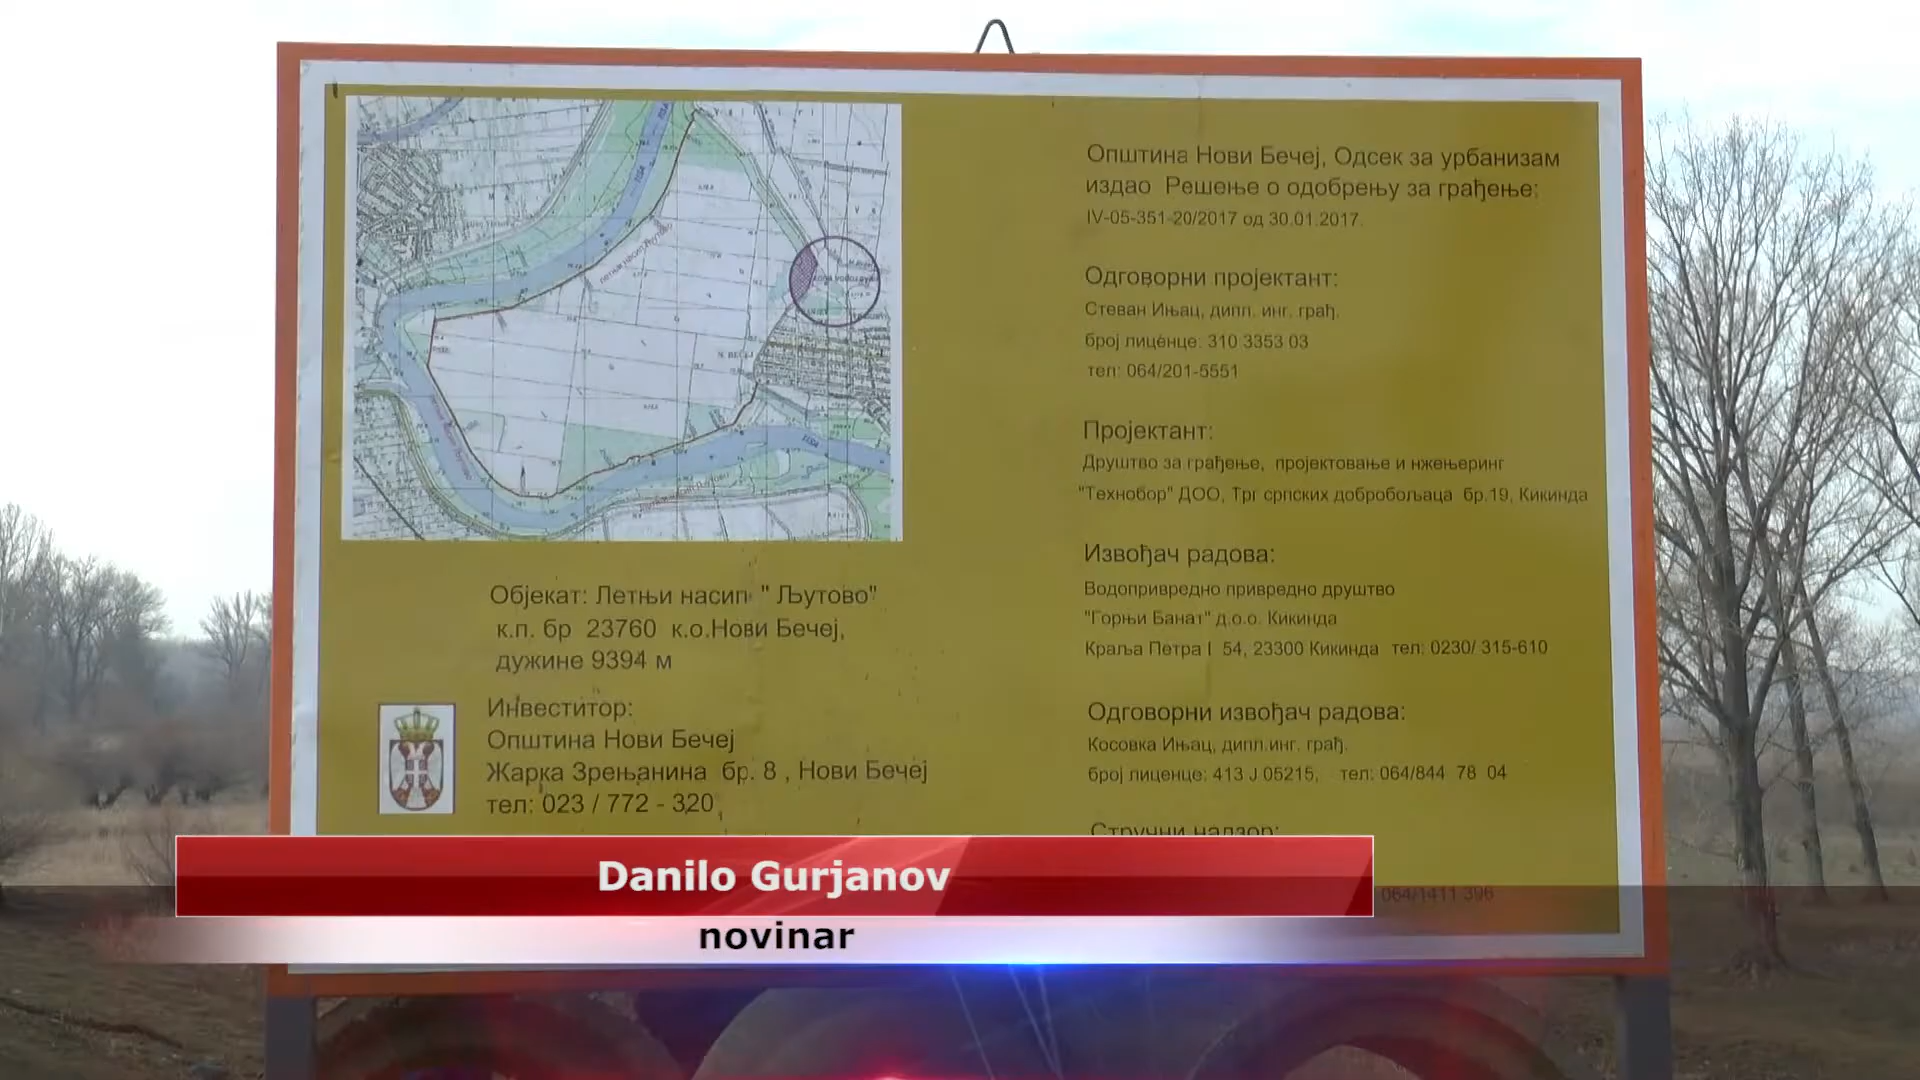 Објекат: Летњи насип " Љутово"
к.п. бр 23760 к.о.Нови Бечеј,
дужине 9394 м
Инвеститор:
Општина Нови Бечеј
Жарка Зрењанина бр. 8 , Нови Бечеј
тел: 023 / 772 - 320
Општина Нови Бечеј, Одсек за урбанизам
издао Решење о одобрењу за грађење:
IV-05-351-20/2017 од 30.01.2017.
Одговорни пројектант:
Стеван Ињац, дипл. инг. грађ.
број лиценце: 310 3353 03
тел: 064/201-5551
Пројектант:
Друштво за грађење, пројектовање и нжењеринг
"Технобор" ДОО, Трг српских добробољаца бр.19, Кикинда
Извођач радова:
Водопривредно привредно друштво
"Горњи Банат" д.о.о. Кикинда
Краља Петра I 54, 23300 Кикинда тел: 0230/ 315-610
Одговорни извођач радова:
Косовка Ињац, дипл.инг. грађ.
број лиценце: 413 J 05215, тел: 064/844 78 04
Стручни надзор:
064/1411 396
Danilo Gurjanov
novinar